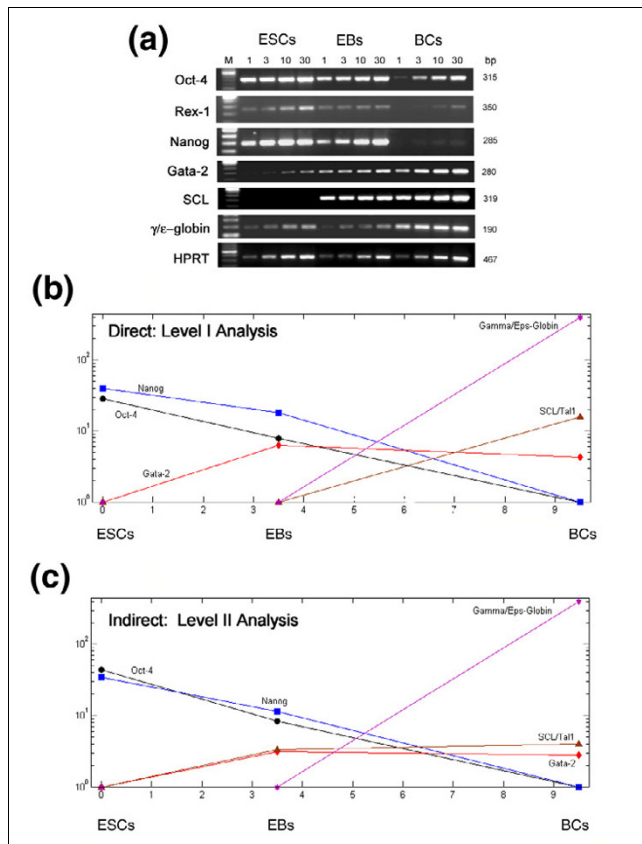 (a)
ESCs EBs BCs
M 1 3 10 30 1 3 10 30 1 3 10 30 bp
Oct-4 315
Rex-1 350
Nanog 285
Gata-2 280
SCL 319
γ/ε-globin 190
HPRT 467
(b)
Direct: Level I Analysis
Gamma/Eps-Globin
10²
Nanog
Oct-4
SCL/Tal1
10¹
Gata-2
10⁰
0 1 2 3 4 5 6 7 8 9
ESCs EBs BCs
(c)
Indirect: Level II Analysis
Gamma/Eps-Globin
10²
Oct-4
Nanog
10¹
SCL/Tal1
Gata-2
10⁰
0 1 2 3 4 5 6 7 8 9
ESCs EBs BCs